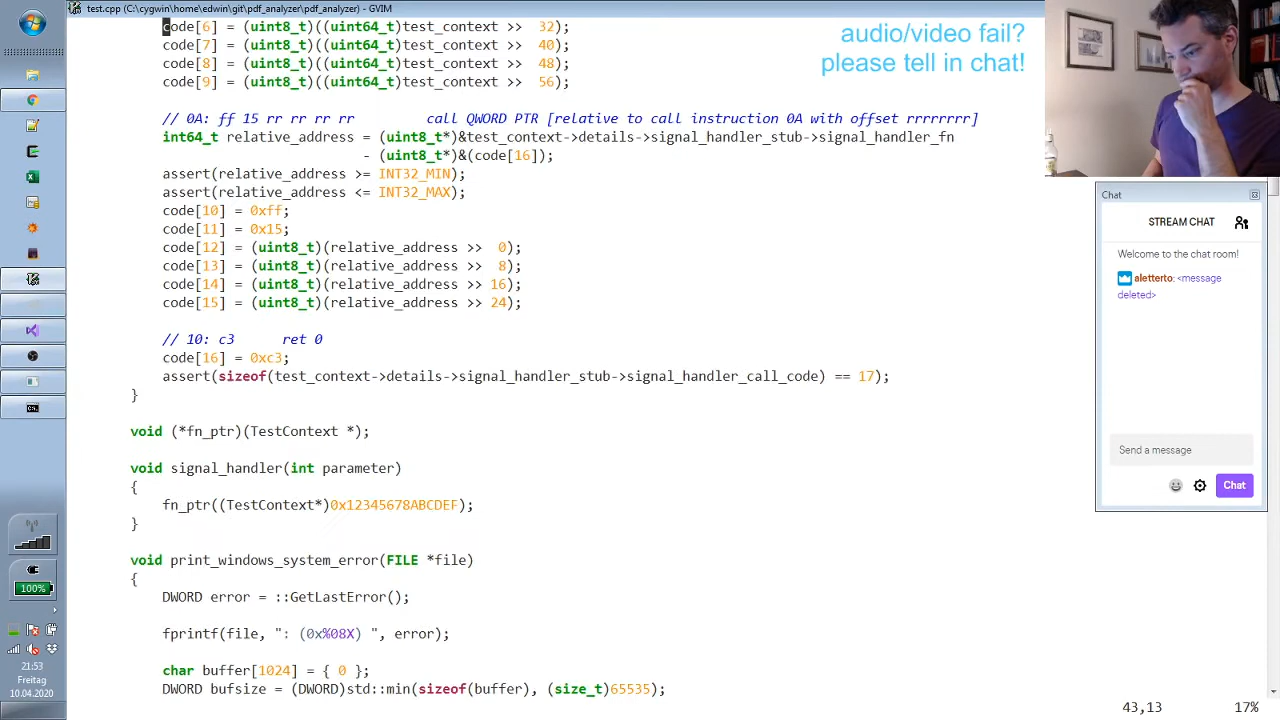 test.cpp (C:\cygwin\home\edwin\git\pdf_analyzer\pdf_analyzer) - GVIM
code[6] = (uint8_t)((uint64_t)test_context >>  32);
code[7] = (uint8_t)((uint64_t)test_context >>  40);
code[8] = (uint8_t)((uint64_t)test_context >>  48);
code[9] = (uint8_t)((uint64_t)test_context >>  56);
// 0A: ff 15 rr rr rr rr         call QWORD PTR [relative to call instruction 0A with offset rrrrrrrr]
int64_t relative_address = (uint8_t*)&test_context->details->signal_handler_stub->signal_handler_fn
- (uint8_t*)&(code[16]);
assert(relative_address >= INT32_MIN);
assert(relative_address <= INT32_MAX);
code[10] = 0xff;
code[11] = 0x15;
code[12] = (uint8_t)(relative_address >>  0);
code[13] = (uint8_t)(relative_address >>  8);
code[14] = (uint8_t)(relative_address >> 16);
code[15] = (uint8_t)(relative_address >> 24);
// 10: c3      ret 0
code[16] = 0xc3;
assert(sizeof(test_context->details->signal_handler_stub->signal_handler_call_code) == 17);
}
void (*fn_ptr)(TestContext *);
void signal_handler(int parameter)
{
fn_ptr((TestContext*)0x12345678ABCDEF);
}
void print_windows_system_error(FILE *file)
{
DWORD error = ::GetLastError();
fprintf(file, ": (0x%08X) ", error);
char buffer[1024] = { 0 };
DWORD bufsize = (DWORD)std::min(sizeof(buffer), (size_t)65535);
43,13
17%
audio/video fail?
please tell in chat!
Chat
STREAM CHAT
Welcome to the chat room!
aletterto: <message
deleted>
Send a message
Chat
100%
21:53
Freitag
10.04.2020